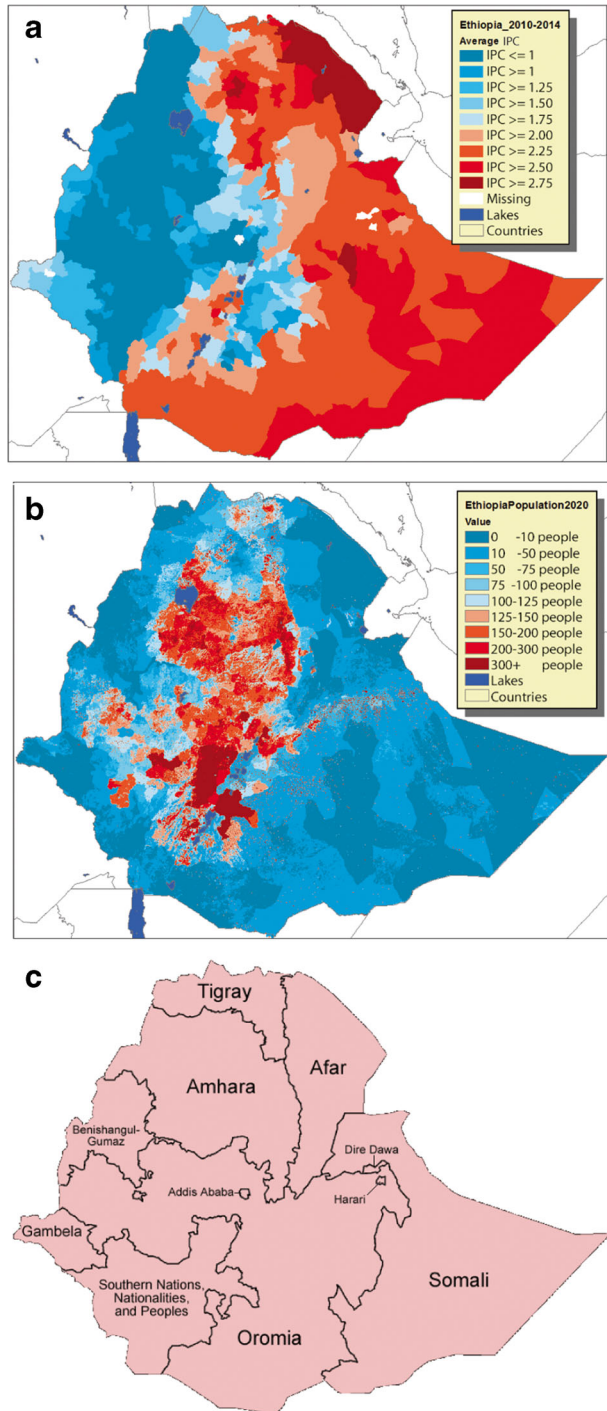 a
Ethiopia_2010-2014
Average IPC
IPC <= 1
IPC >= 1
IPC >= 1.25
IPC >= 1.50
IPC >= 1.75
IPC >= 2.00
IPC >= 2.25
IPC >= 2.50
IPC >= 2.75
Missing
Lakes
Countries
b
EthiopiaPopulation2020
Value
0 -10 people
10 -50 people
50 -75 people
75 -100 people
100-125 people
125-150 people
150-200 people
200-300 people
300+ people
Lakes
Countries
c
Tigray
Afar
Amhara
Benishangul-
Gumaz
Dire Dawa
Addis Ababa
Harari
Gambela
Somali
Southern Nations,
Nationalities,
and Peoples
Oromia